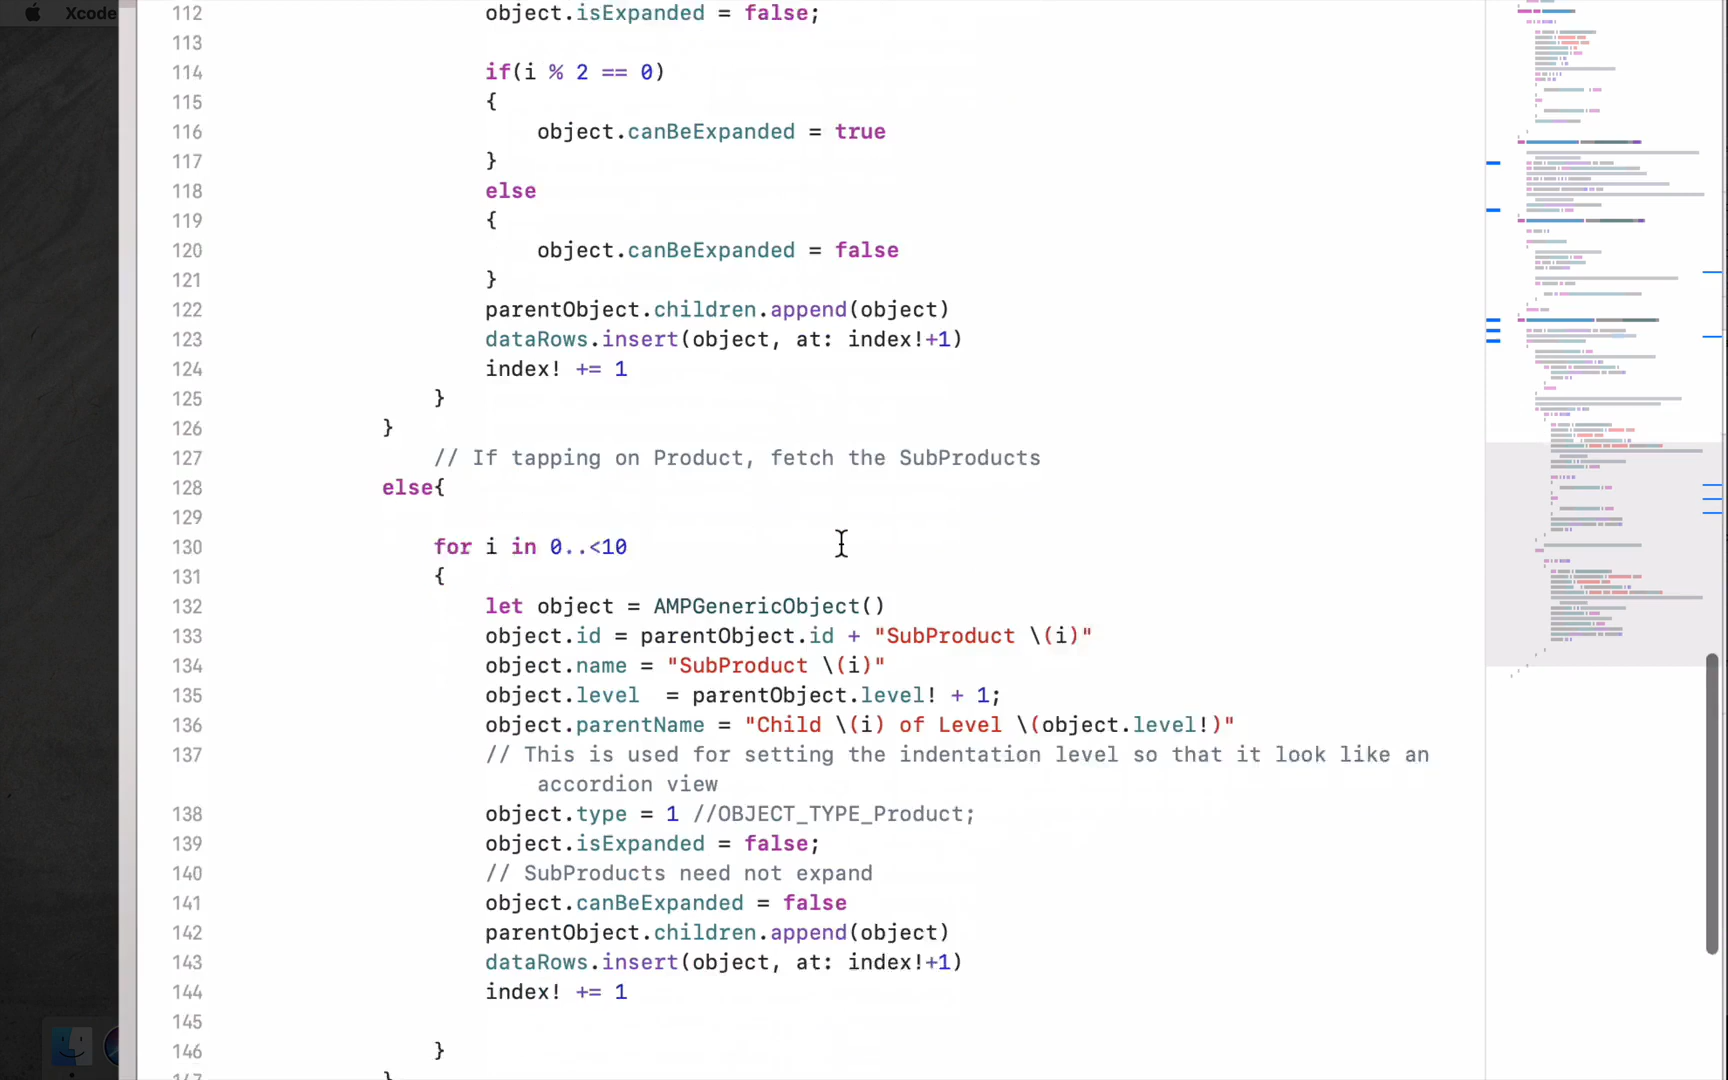 Xcode
112 object.isExpanded = false;
113
114 if(i % 2 == 0)
115 {
116 object.canBeExpanded = true
117 }
118 else
119 {
120 object.canBeExpanded = false
121 }
122 parentObject.children.append(object)
123 dataRows.insert(object, at: index!+1)
124 index! += 1
125 }
126 }
127 // If tapping on Product, fetch the SubProducts
128 else{
129
130 for i in 0..<10
131 {
132 let object = AMPGenericObject()
133 object.id = parentObject.id + "SubProduct \(i)"
134 object.name = "SubProduct \(i)"
135 object.level  = parentObject.level! + 1;
136 object.parentName = "Child \(i) of Level \(object.level!)"
137 // This is used for setting the indentation level so that it look like an
accordion view
138 object.type = 1 //OBJECT_TYPE_Product;
139 object.isExpanded = false;
140 // SubProducts need not expand
141 object.canBeExpanded = false
142 parentObject.children.append(object)
143 dataRows.insert(object, at: index!+1)
144 index! += 1
145
146 }
147 }